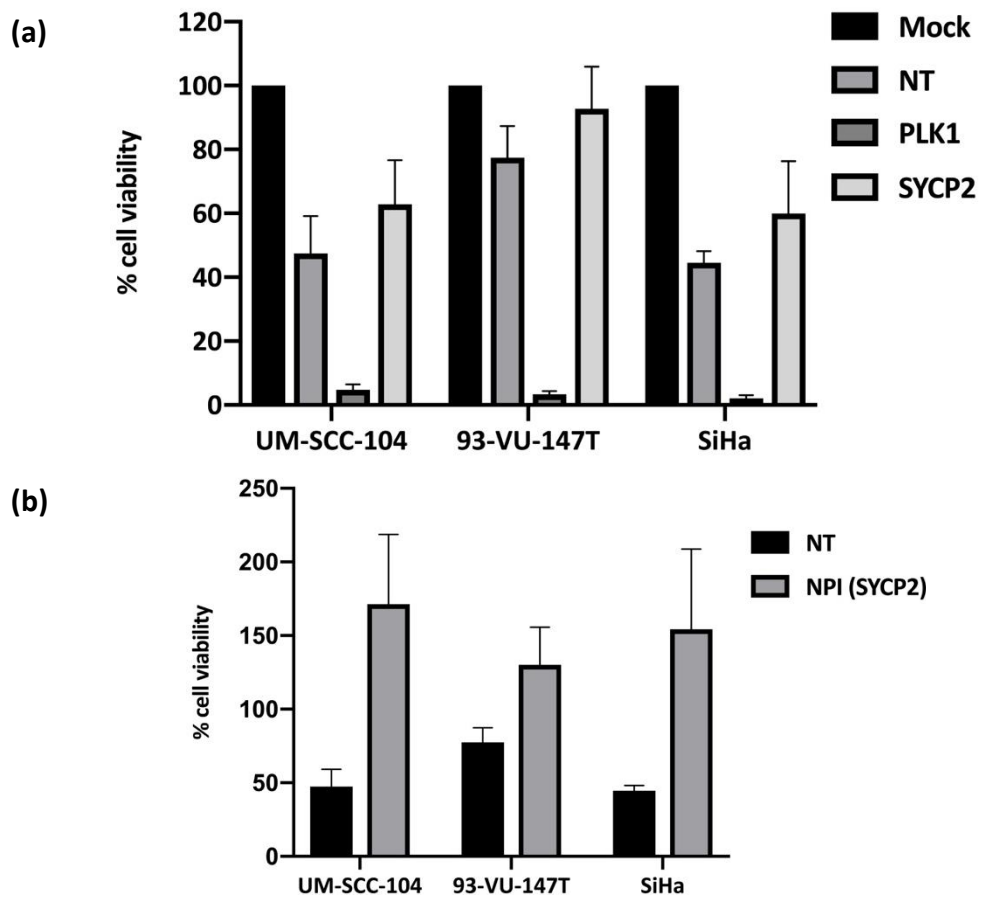 (a)
120
100
80
60
40
20
0
% cell viability
UM-SCC-104 93-VU-147T SiHa
Mock
NT
PLK1
SYCP2
(b)
250
200
150
100
50
0
% cell viability
UM-SCC-104 93-VU-147T SiHa
NT
NPI (SYCP2)